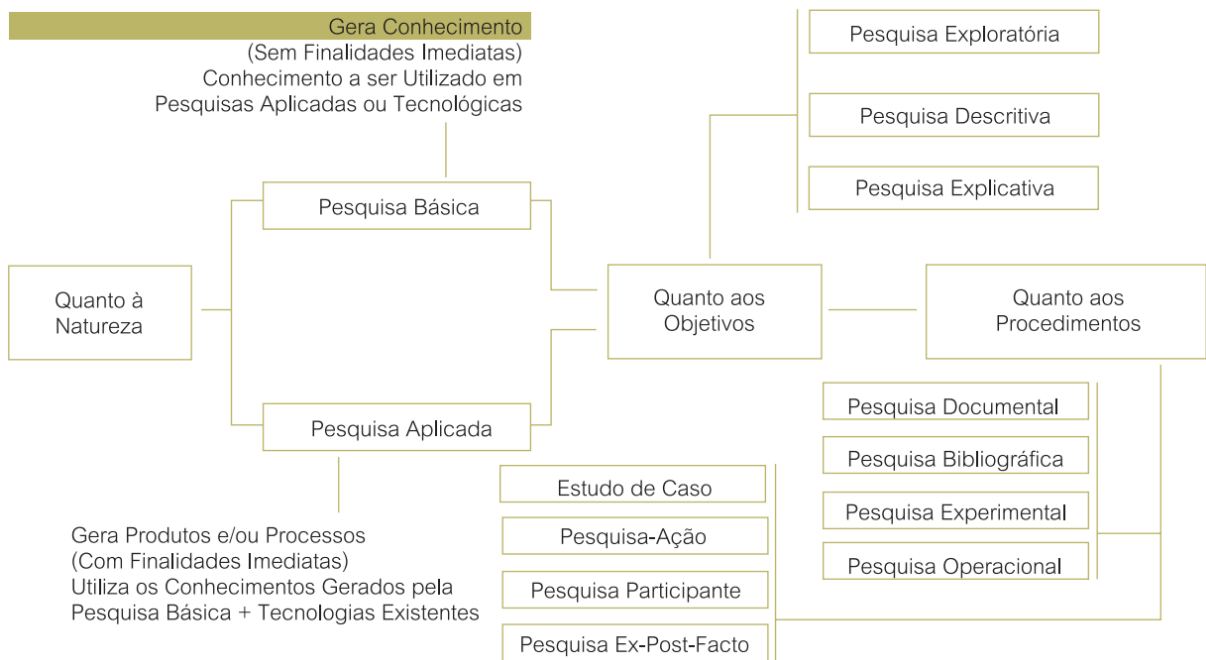 Gera Conhecimento
(Sem Finalidades Imediatas)
Conhecimento a ser Utilizado em
Pesquisas Aplicadas ou Tecnológicas
Pesquisa Básica
Quanto à
Natureza
Pesquisa Aplicada
Gera Produtos e/ou Processos
(Com Finalidades Imediatas)
Utiliza os Conhecimentos Gerados pela
Pesquisa Básica + Tecnologias Existentes
Quanto aos
Objetivos
Pesquisa Exploratória
Pesquisa Descritiva
Pesquisa Explicativa
Quanto aos
Procedimentos
Pesquisa Documental
Pesquisa Bibliográfica
Pesquisa Experimental
Pesquisa Operacional
Estudo de Caso
Pesquisa-Ação
Pesquisa Participante
Pesquisa Ex-Post-Facto